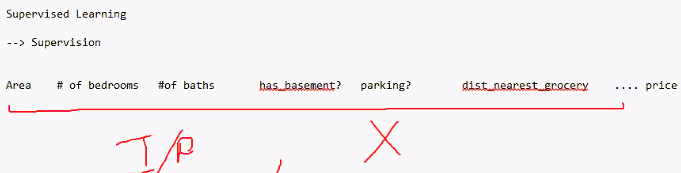 Supervised Learning
--> Supervision
Area # of bedrooms #of baths has_basement? parking? dist_nearest_grocery .... price
I/P X